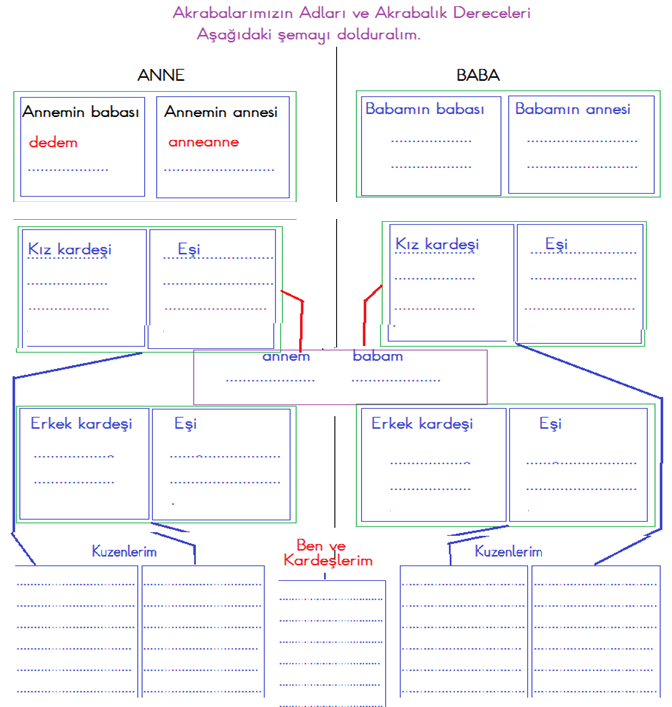 Akrabalarımızın Adları ve Akrabalık Dereceleri
Aşağıdaki şemayı dolduralım.
ANNE
BABA
Annemin babası
Annemin annesi
Babamın babası
Babamın annesi
dedem
anneanne
Kız kardeşi
Eşi
Kız kardeşi
Eşi
annem
babam
Erkek kardeşi
Eşi
Erkek kardeşi
Eşi
Kuzenlerim
Ben ve
Kardeşlerim
Kuzenlerim